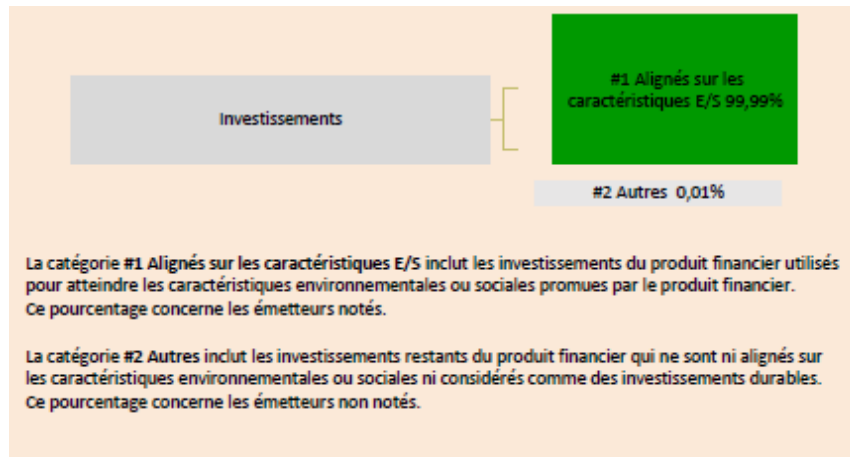 #1 Alignés sur les
caractéristiques E/S 99,99%
Investissements
#2 Autres 0,01%
La catégorie #1 Alignés sur les caractéristiques E/S inclut les investissements du produit financier utilisés
pour atteindre les caractéristiques environnementales ou sociales promues par le produit financier.
Ce pourcentage concerne les émetteurs notés.
La catégorie #2 Autres inclut les investissements restants du produit financier qui ne sont ni alignés sur
les caractéristiques environnementales ou sociales ni considérés comme des investissements durables.
Ce pourcentage concerne les émetteurs non notés.